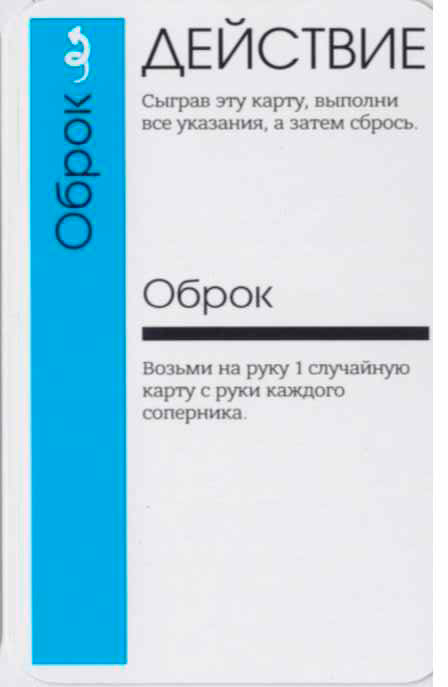 Оброк
ДЕЙСТВИЕ
Сыграв эту карту, выполни
все указания, а затем сбрось.
Оброк
Возьми на руку 1 случайную
карту с руки каждого
соперника.